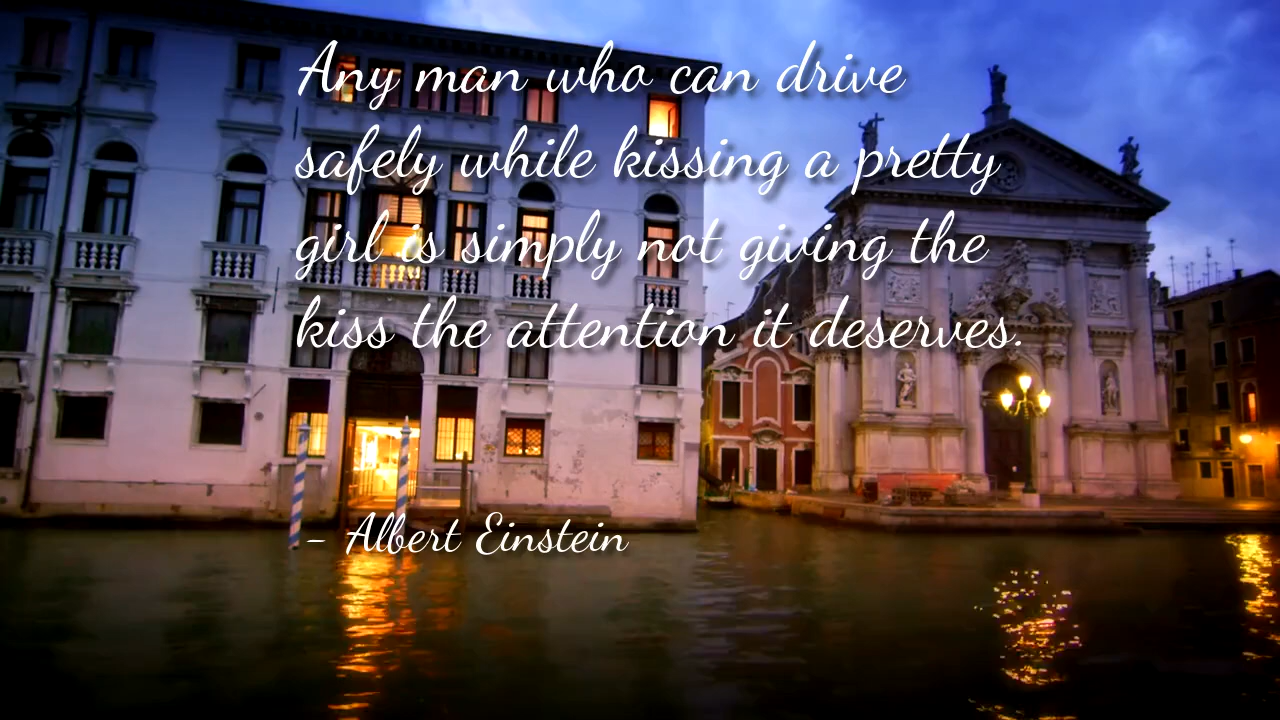 Any man who can drive
safely while kissing a pretty
girl is simply not giving the
kiss the attention it deserves.
- Albert Einstein